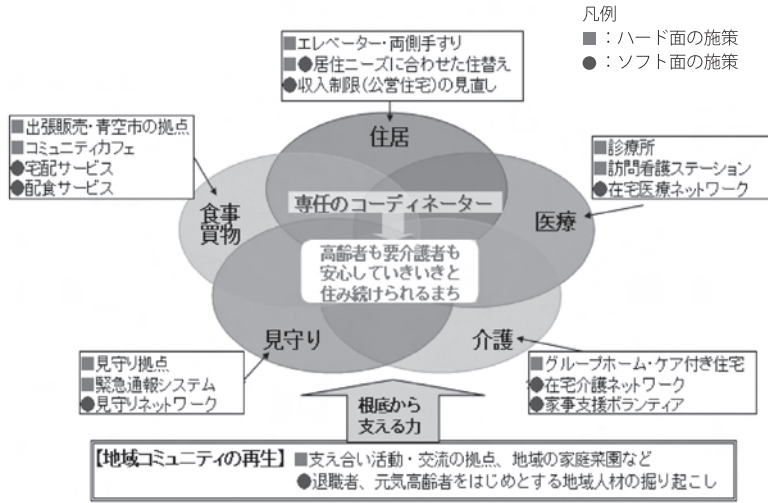 凡例
■：ハード面の施策
●：ソフト面の施策
■エレベーター・両側手すり
■●居住ニーズに合わせた住替え
●収入制限(公営住宅)の見直し
■出張販売・青空市の拠点
■コミュニティカフェ
●宅配サービス
●配食サービス
■診療所
■訪問看護ステーション
●在宅医療ネットワーク
住居
食事
買物
医療
専任のコーディネーター
高齢者も要介護者も
安心していきいきと
住み続けられるまち
見守り
介護
■見守り拠点
■緊急通報システム
●見守りネットワーク
■グループホーム・ケア付き住宅
●在宅介護ネットワーク
●家事支援ボランティア
根底から
支える力
【地域コミュニティの再生】 ■支え合い活動・交流の拠点、地域の家庭菜園など
●退職者、元気高齢者をはじめとする地域人材の掘り起こし